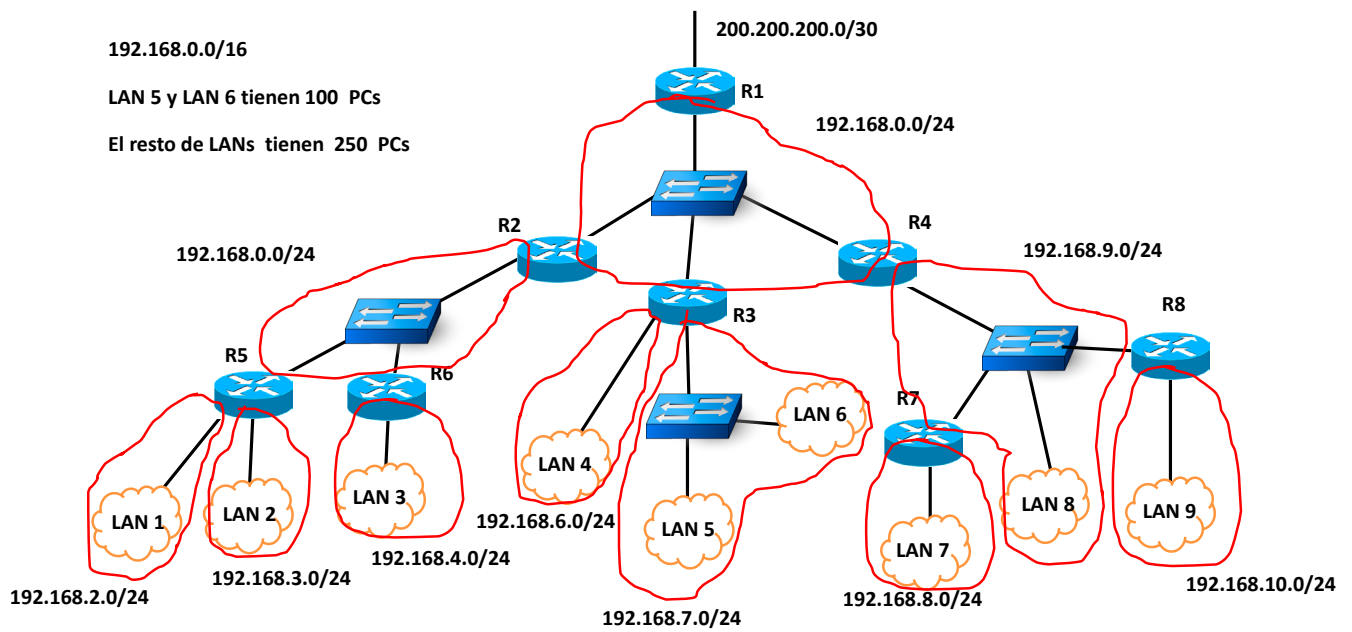 200.200.200.0/30
192.168.0.0/16
R1
LAN 5 y LAN 6 tienen 100 PCs
192.168.0.0/24
El resto de LANs tienen 250 PCs
R2
R4
192.168.0.0/24
192.168.9.0/24
R3
R8
R5
R6
R7
LAN 6
LAN 4
LAN 3
LAN 1
LAN 2
LAN 5
LAN 8
LAN 9
LAN 7
192.168.6.0/24
192.168.4.0/24
192.168.3.0/24
192.168.2.0/24
192.168.7.0/24
192.168.8.0/24
192.168.10.0/24